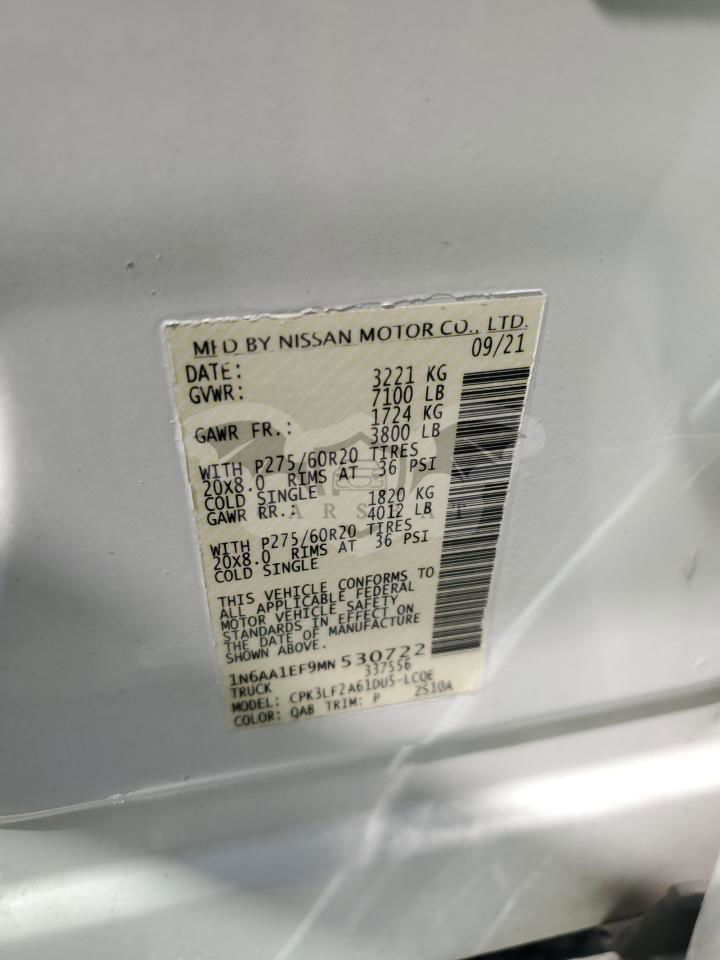 MFD BY NISSAN MOTOR CO., LTD.
DATE: 09/21
GVWR: 3221 KG
7100 LB
GAWR FR.: 1724 KG
3800 LB
WITH P275/60R20 TIRES
20X8.0 RIMS AT 36 PSI
COLD SINGLE
GAWR RR.: 1820 KG
4012 LB
WITH P275/60R20 TIRES
20X8.0 RIMS AT 36 PSI
COLD SINGLE
THIS VEHICLE CONFORMS TO
ALL APPLICABLE FEDERAL
MOTOR VEHICLE SAFETY
STANDARDS IN EFFECT ON
THE DATE OF MANUFACTURE
SHOWN ABOVE.
1N6AA1EF9MN 530722
TRUCK 337556
MODEL: CPK3LF2A61DU5-LCQE
COLOR: QAB TRIM: P ZS10A